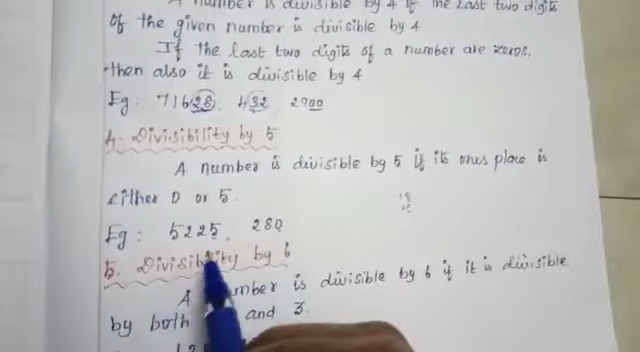 A number is divisible by 4 if the last two digits
of the given number is divisible by 4
If the last two digits of a number are zeros,
then also it is divisible by 4
Eg: 71628, 432, 2900
4. Divisibility by 5
A number is divisible by 5 if its ones place is
either 0 or 5.
Eg: 5225, 280
5. Divisibility by 6
A number is divisible by 6 if it is divisible
by both and 3.